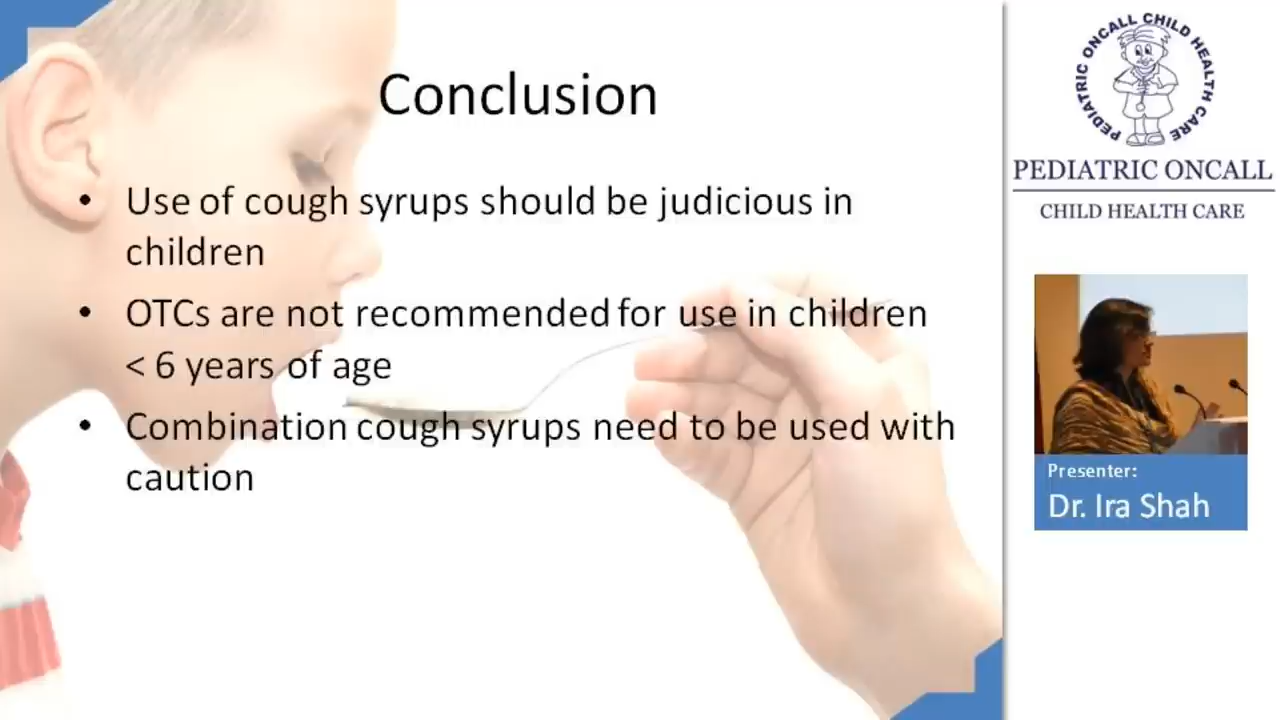 Conclusion
• Use of cough syrups should be judicious in
children
• OTCs are not recommended for use in children
< 6 years of age
• Combination cough syrups need to be used with
caution
PEDIATRIC ONCALL CHILD HEALTH CARE
PEDIATRIC ONCALL
CHILD HEALTH CARE
Presenter:
Dr. Ira Shah